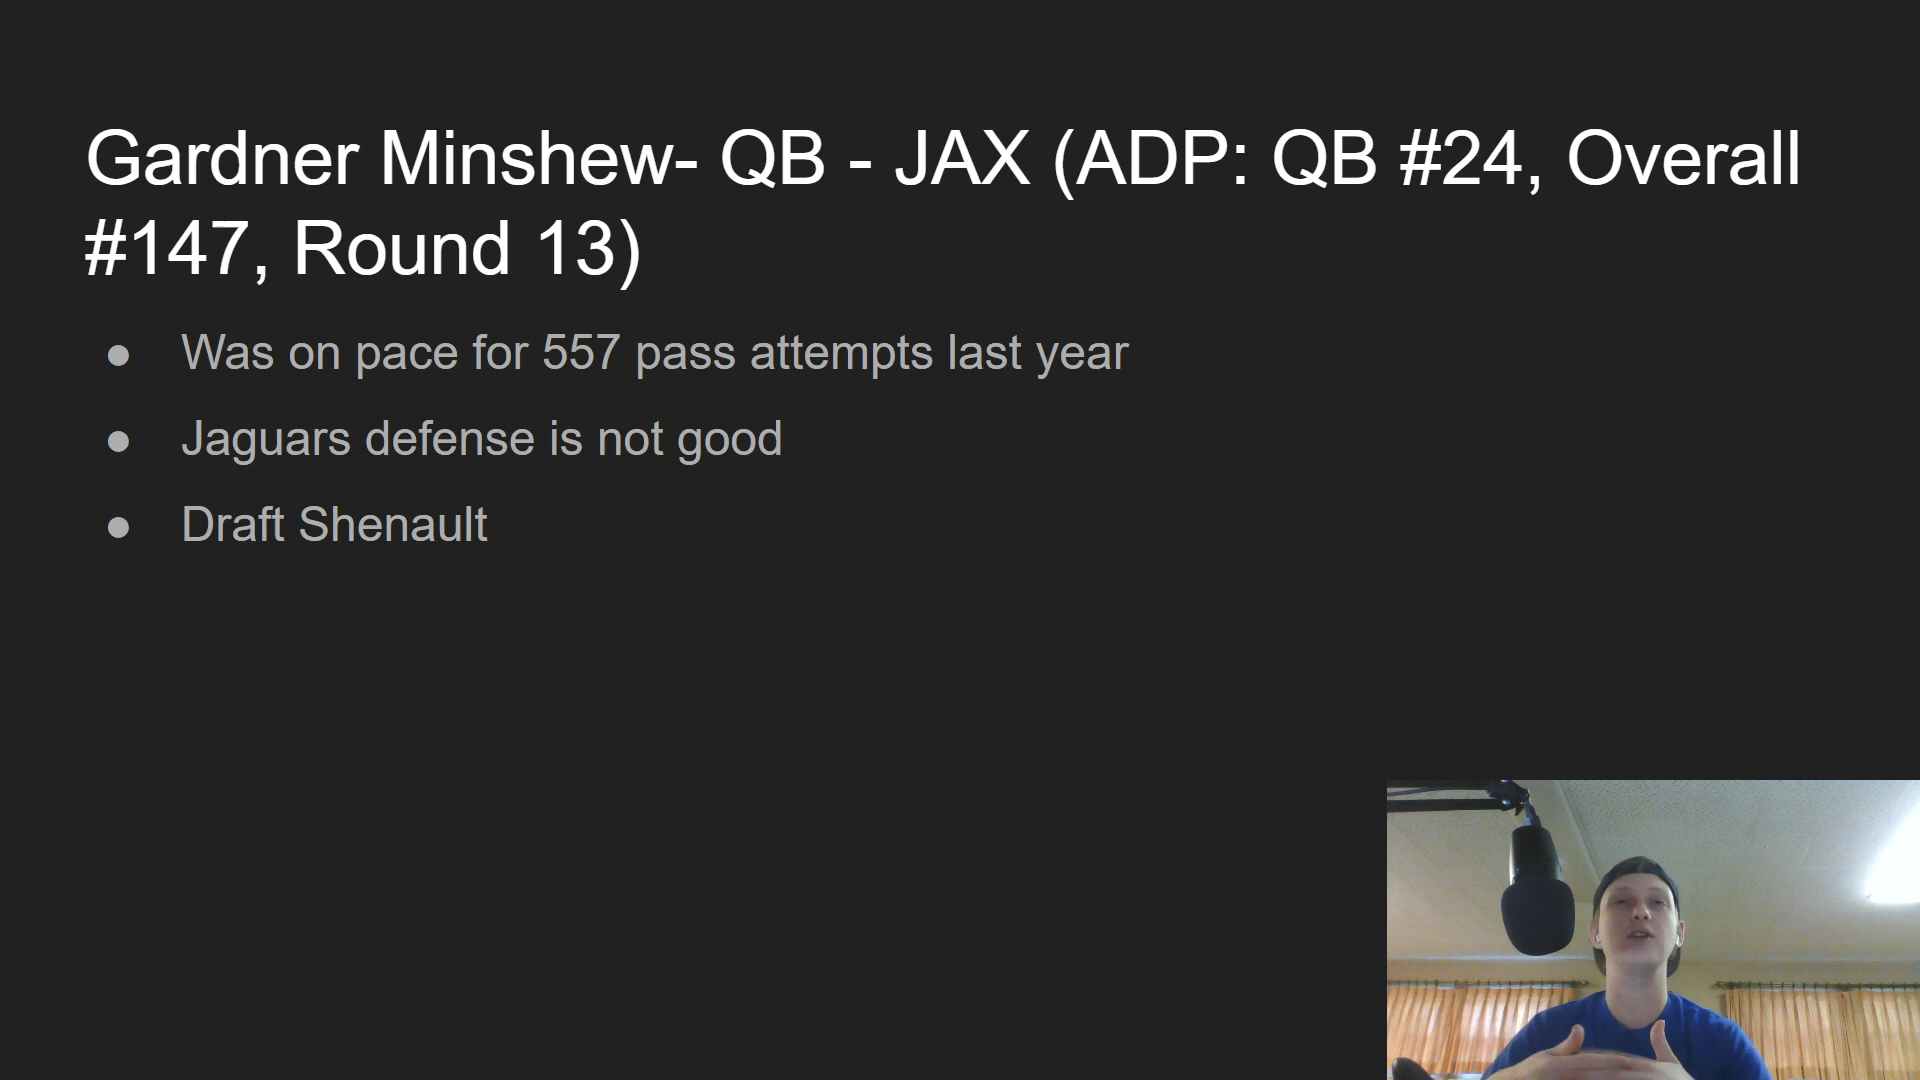 Gardner Minshew- QB - JAX (ADP: QB #24, Overall
#147, Round 13)
● Was on pace for 557 pass attempts last year
● Jaguars defense is not good
● Draft Shenault